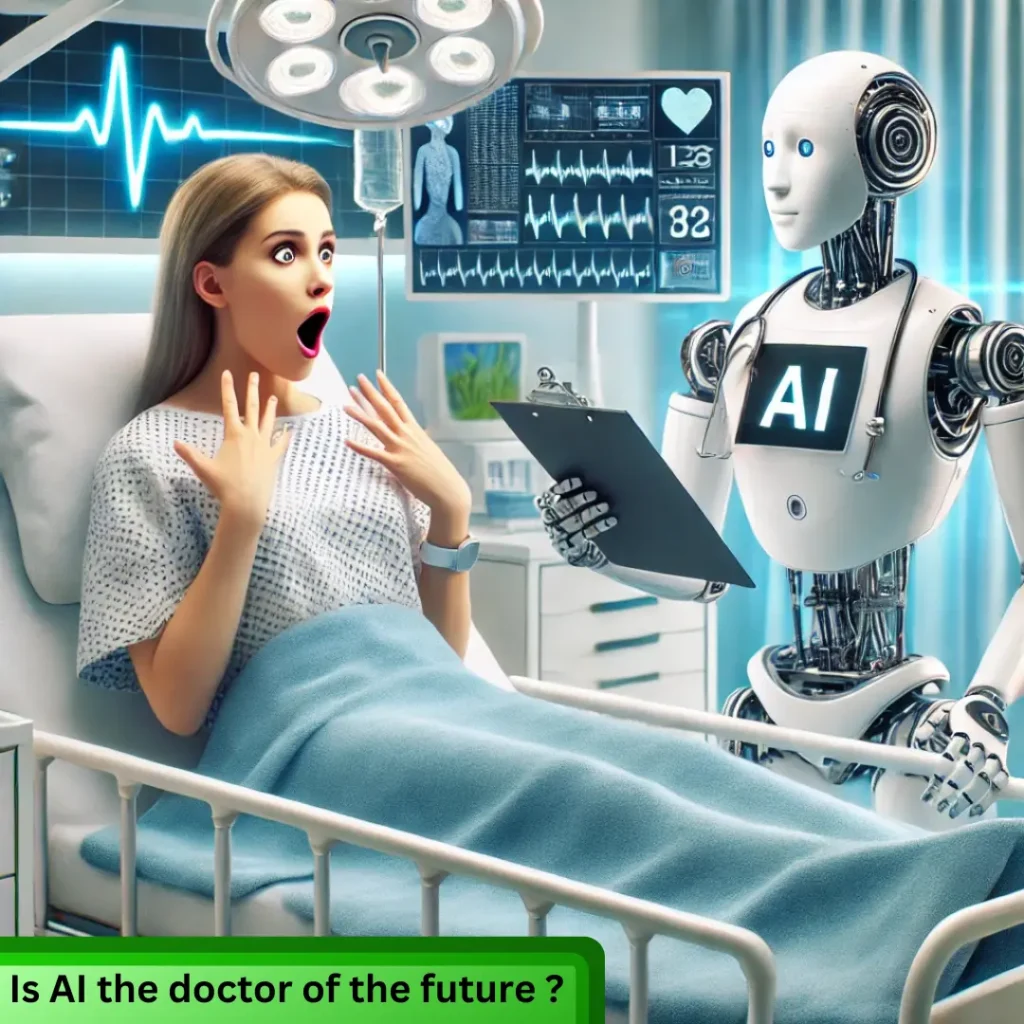 128
82
AI
Is AI the doctor of the future ?